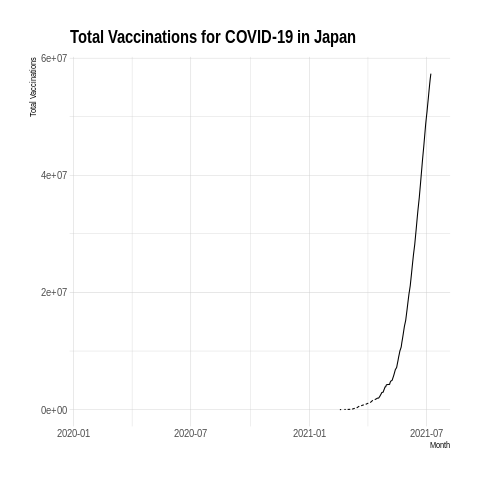 Total Vaccinations for COVID-19 in Japan
Total Vaccinations
6e+07
4e+07
2e+07
0e+00
2020-01 2020-07 2021-01 2021-07
Month